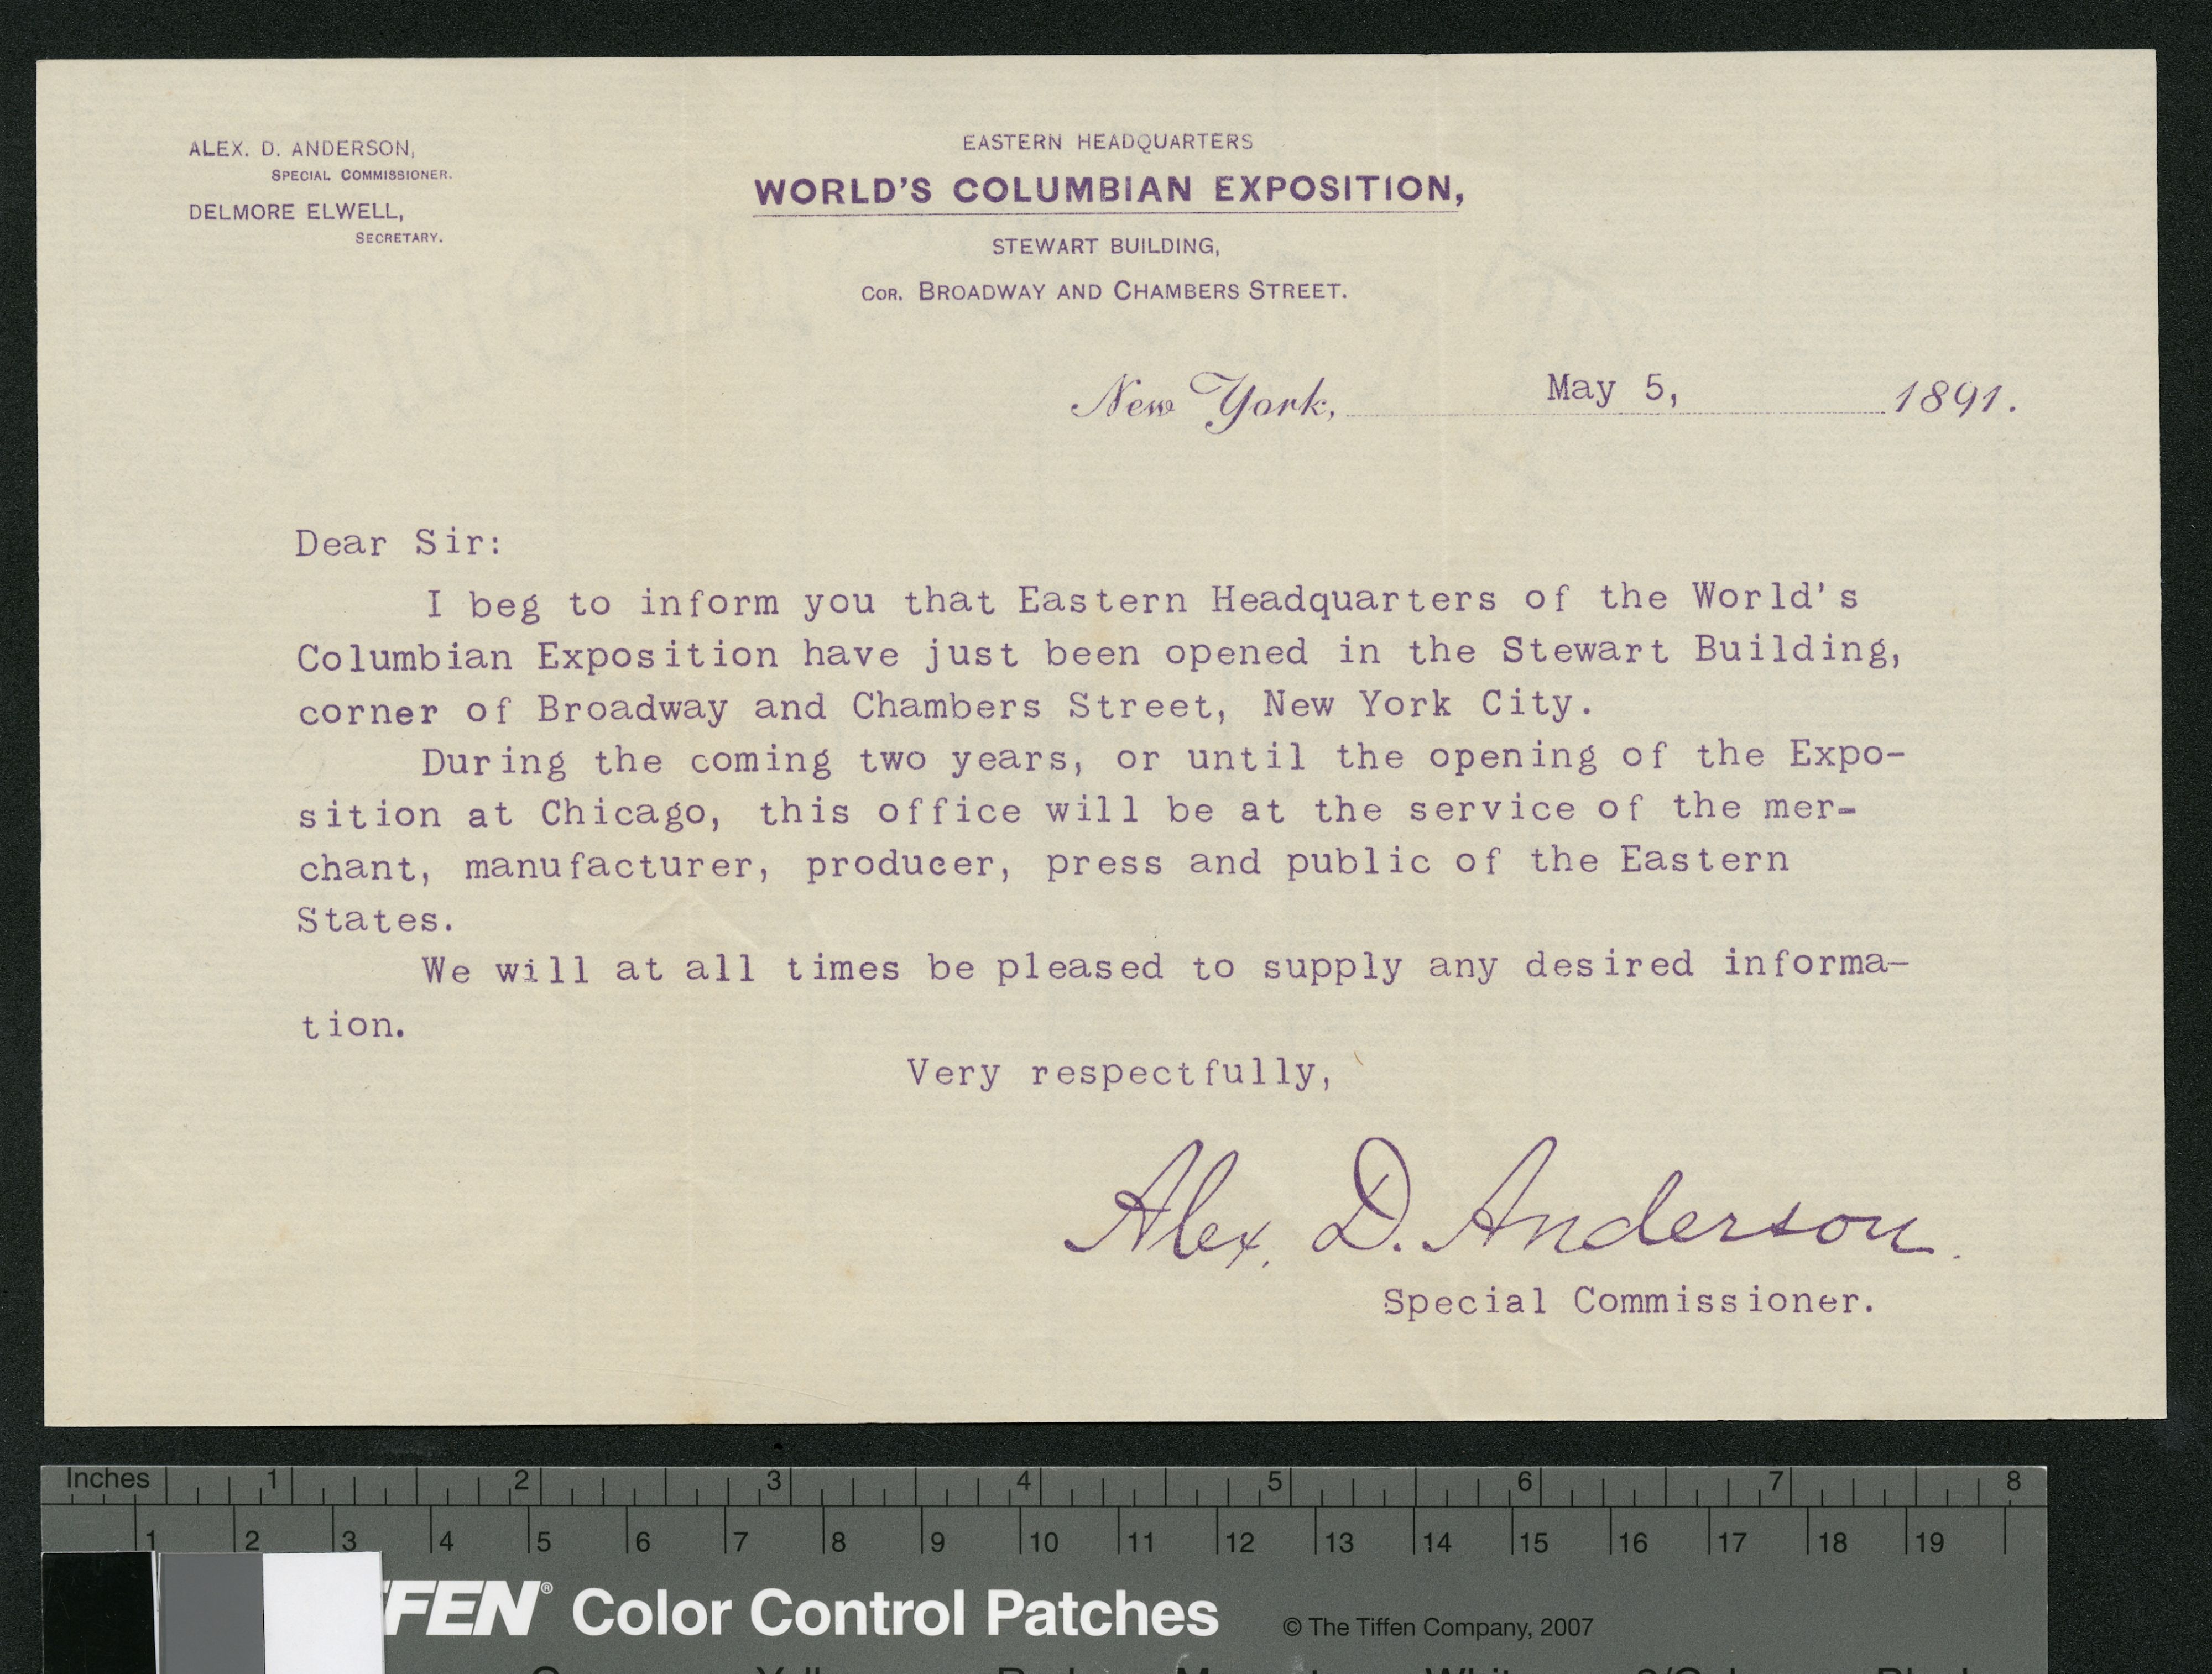 ALEX. D. ANDERSON,
SPECIAL COMMISSIONER.
DELMORE ELWELL,
SECRETARY.
EASTERN HEADQUARTERS
WORLD'S COLUMBIAN EXPOSITION,
STEWART BUILDING,
COR. BROADWAY AND CHAMBERS STREET.
New York, May 5, 1891.
Dear Sir:
I beg to inform you that Eastern Headquarters of the World's
Columbian Exposition have just been opened in the Stewart Building,
corner of Broadway and Chambers Street, New York City.
During the coming two years, or until the opening of the Expo-
sition at Chicago, this office will be at the service of the mer-
chant, manufacturer, producer, press and public of the Eastern
States.
We will at all times be pleased to supply any desired informa-
tion.
Very respectfully,
Alex. D. Anderson.
Special Commissioner.
Inches 1 2 3 4 5 6 7 8
1 2 3 4 5 6 7 8 9 10 11 12 13 14 15 16 17 18 19
FFEN® Color Control Patches © The Tiffen Company, 2007